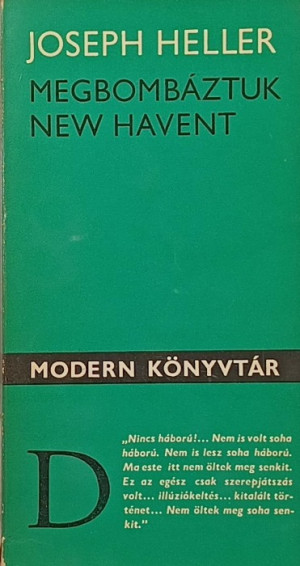 JOSEPH HELLER
MEGBOMBÁZTUK
NEW HAVENT
MODERN KÖNYVTÁR
D
„Nincs háború!... Nem is volt soha
háború. Nem is lesz soha háború.
Ma este itt nem öltek meg senkit.
Ez az egész csak szerepjátszás
volt... illúziókeltés... kitalált tör-
ténet... Nem öltek meg soha sen-
kit.”